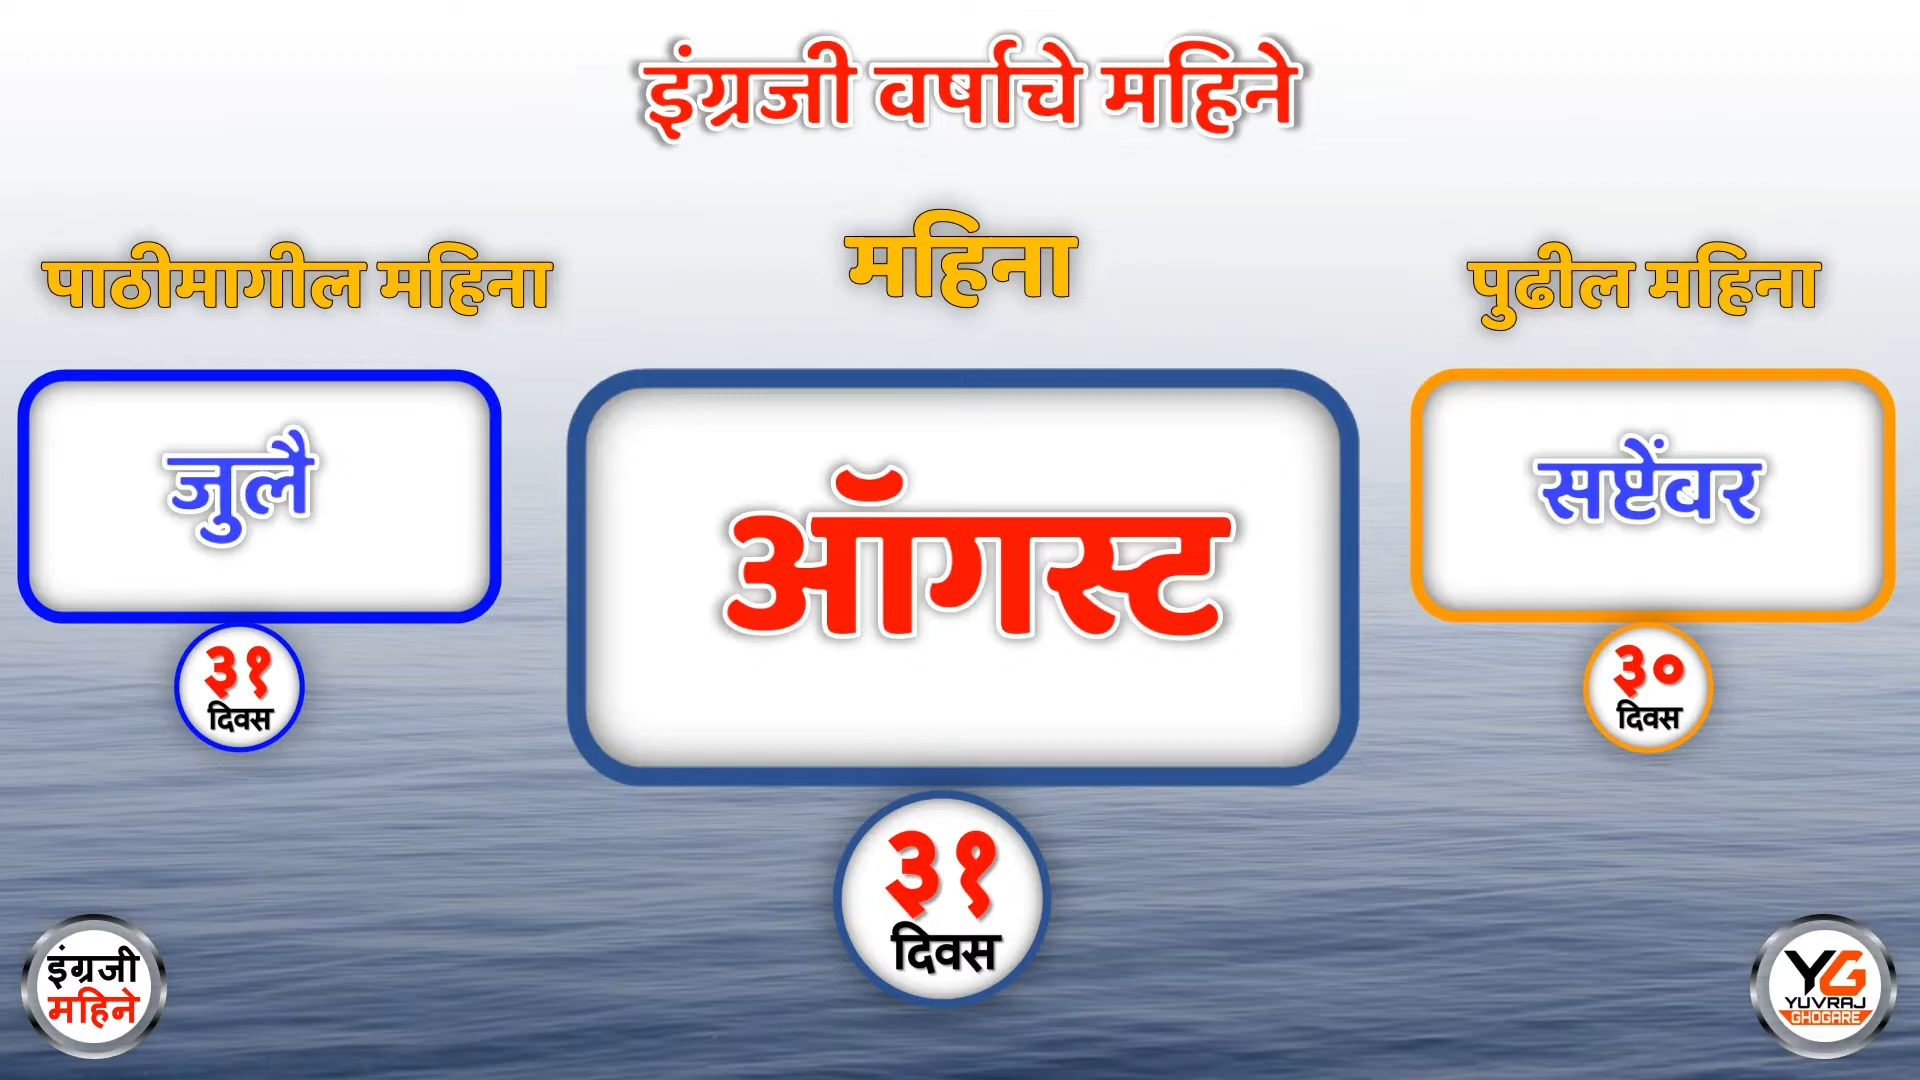 इंग्रजी वर्षाचे महिने
पाठीमागील महिना
महिना
पुढील महिना
जुलै
ऑगस्ट
सप्टेंबर
३१
दिवस
३१
दिवस
३०
दिवस
इंग्रजी
महिने
YG
YUVRAJ
GHOGARE